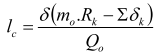 l_c = δ(m_o.R_k − Σδ_k) / Q_o